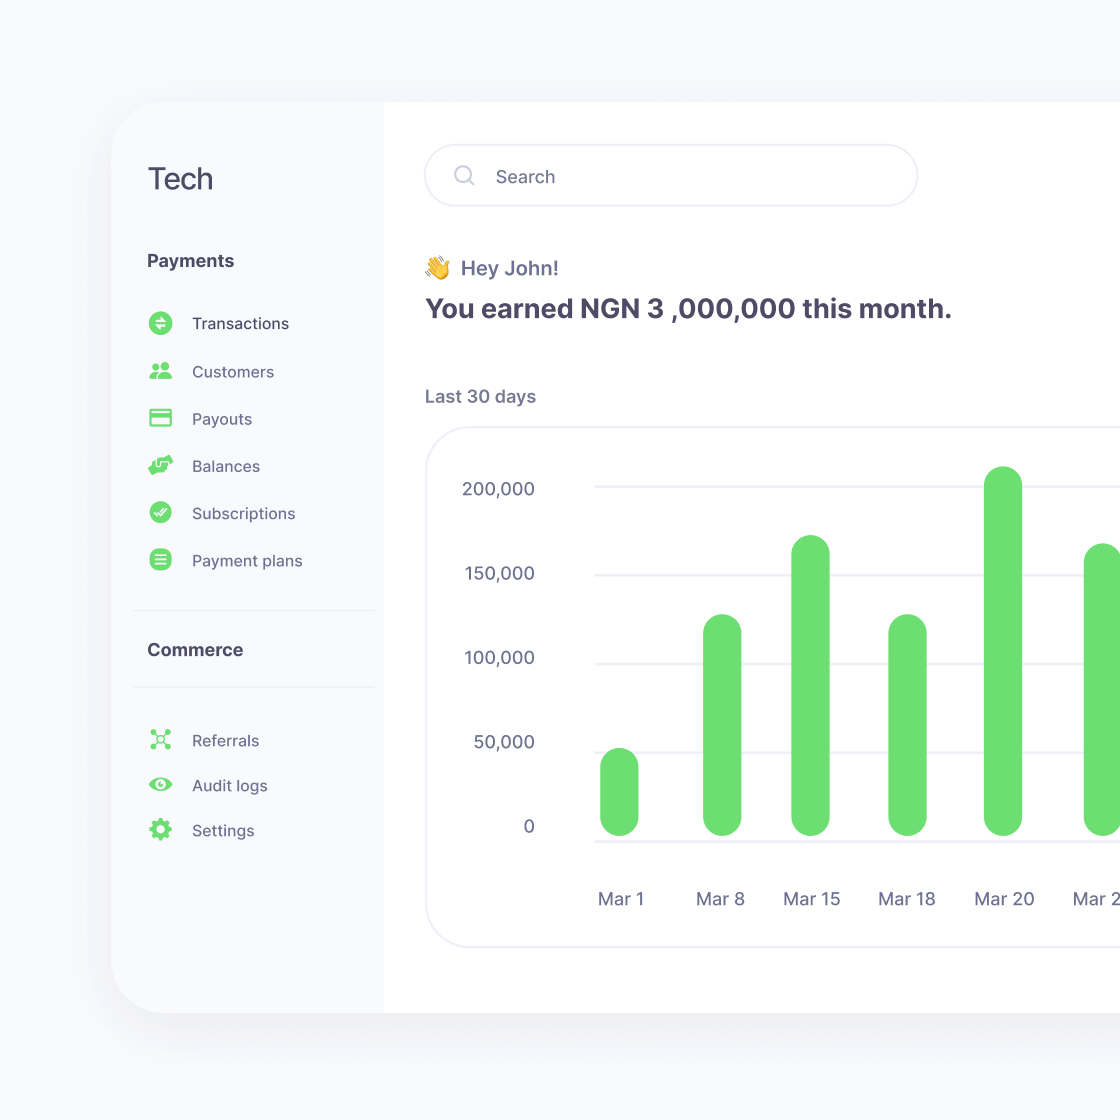 Tech
Payments
Transactions
Customers
Payouts
Balances
Subscriptions
Payment plans
Commerce
Referrals
Audit logs
Settings
Search
👋 Hey John!
You earned NGN 3 ,000,000 this month.
Last 30 days
200,000
150,000
100,000
50,000
0
Mar 1 Mar 8 Mar 15 Mar 18 Mar 20 Mar 2